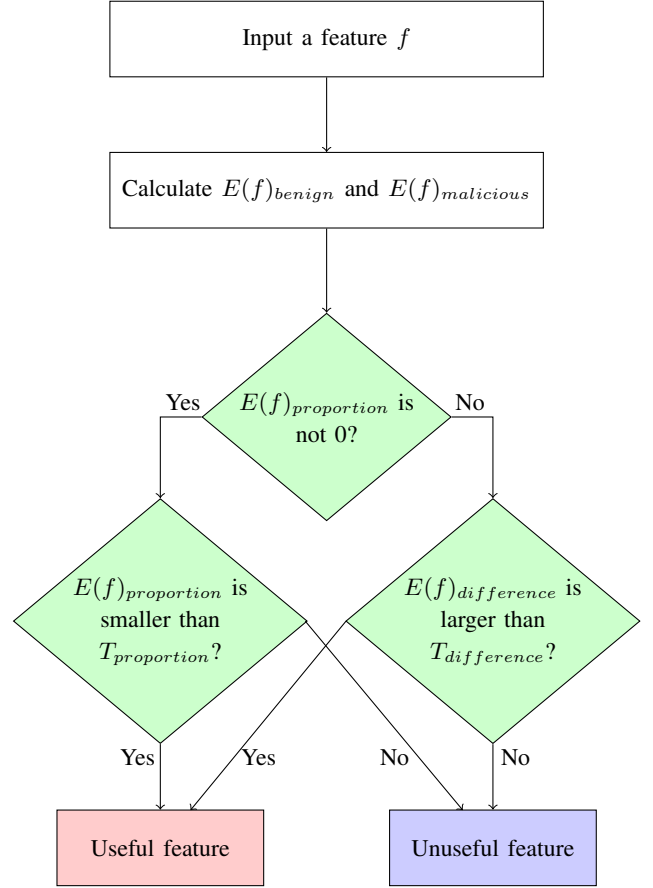 Input a feature f
Calculate E(f)benign and E(f)malicious
Yes
E(f)proportion is
not 0?
No
E(f)proportion is
smaller than
Tproportion?
E(f)difference is
larger than
Tdifference?
Yes
Yes
No
No
Useful feature
Unuseful feature